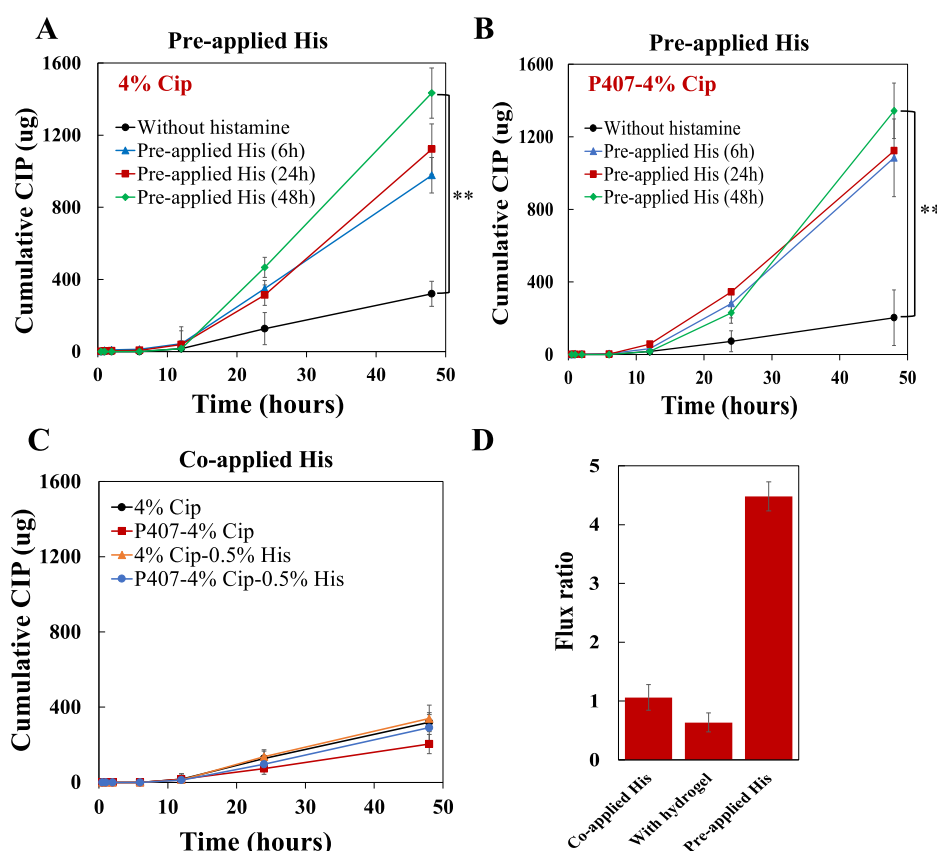 A
Pre-applied His
4% Cip
Without histamine
Pre-applied His (6h)
Pre-applied His (24h)
Pre-applied His (48h)
**
Cumulative CIP (ug)
1600
1200
800
400
0
0 10 20 30 40 50
Time (hours)
B
Pre-applied His
P407-4% Cip
Without histamine
Pre-applied His (6h)
Pre-applied His (24h)
Pre-applied His (48h)
**
Cumulative CIP (ug)
1600
1200
800
400
0
0 10 20 30 40 50
Time (hours)
C
Co-applied His
4% Cip
P407-4% Cip
4% Cip-0.5% His
P407-4% Cip-0.5% His
Cumulative CIP (ug)
1600
1200
800
400
0
0 10 20 30 40 50
Time (hours)
D
Flux ratio
5
4
3
2
1
0
Co-applied His
With hydrogel
Pre-applied His